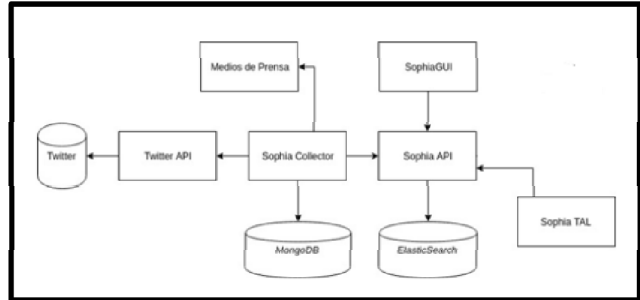 Medios de Prensa
SophiaGUI
Twitter
Twitter API
Sophia Collector
Sophia API
Sophia TAL
MongoDB
ElasticSearch